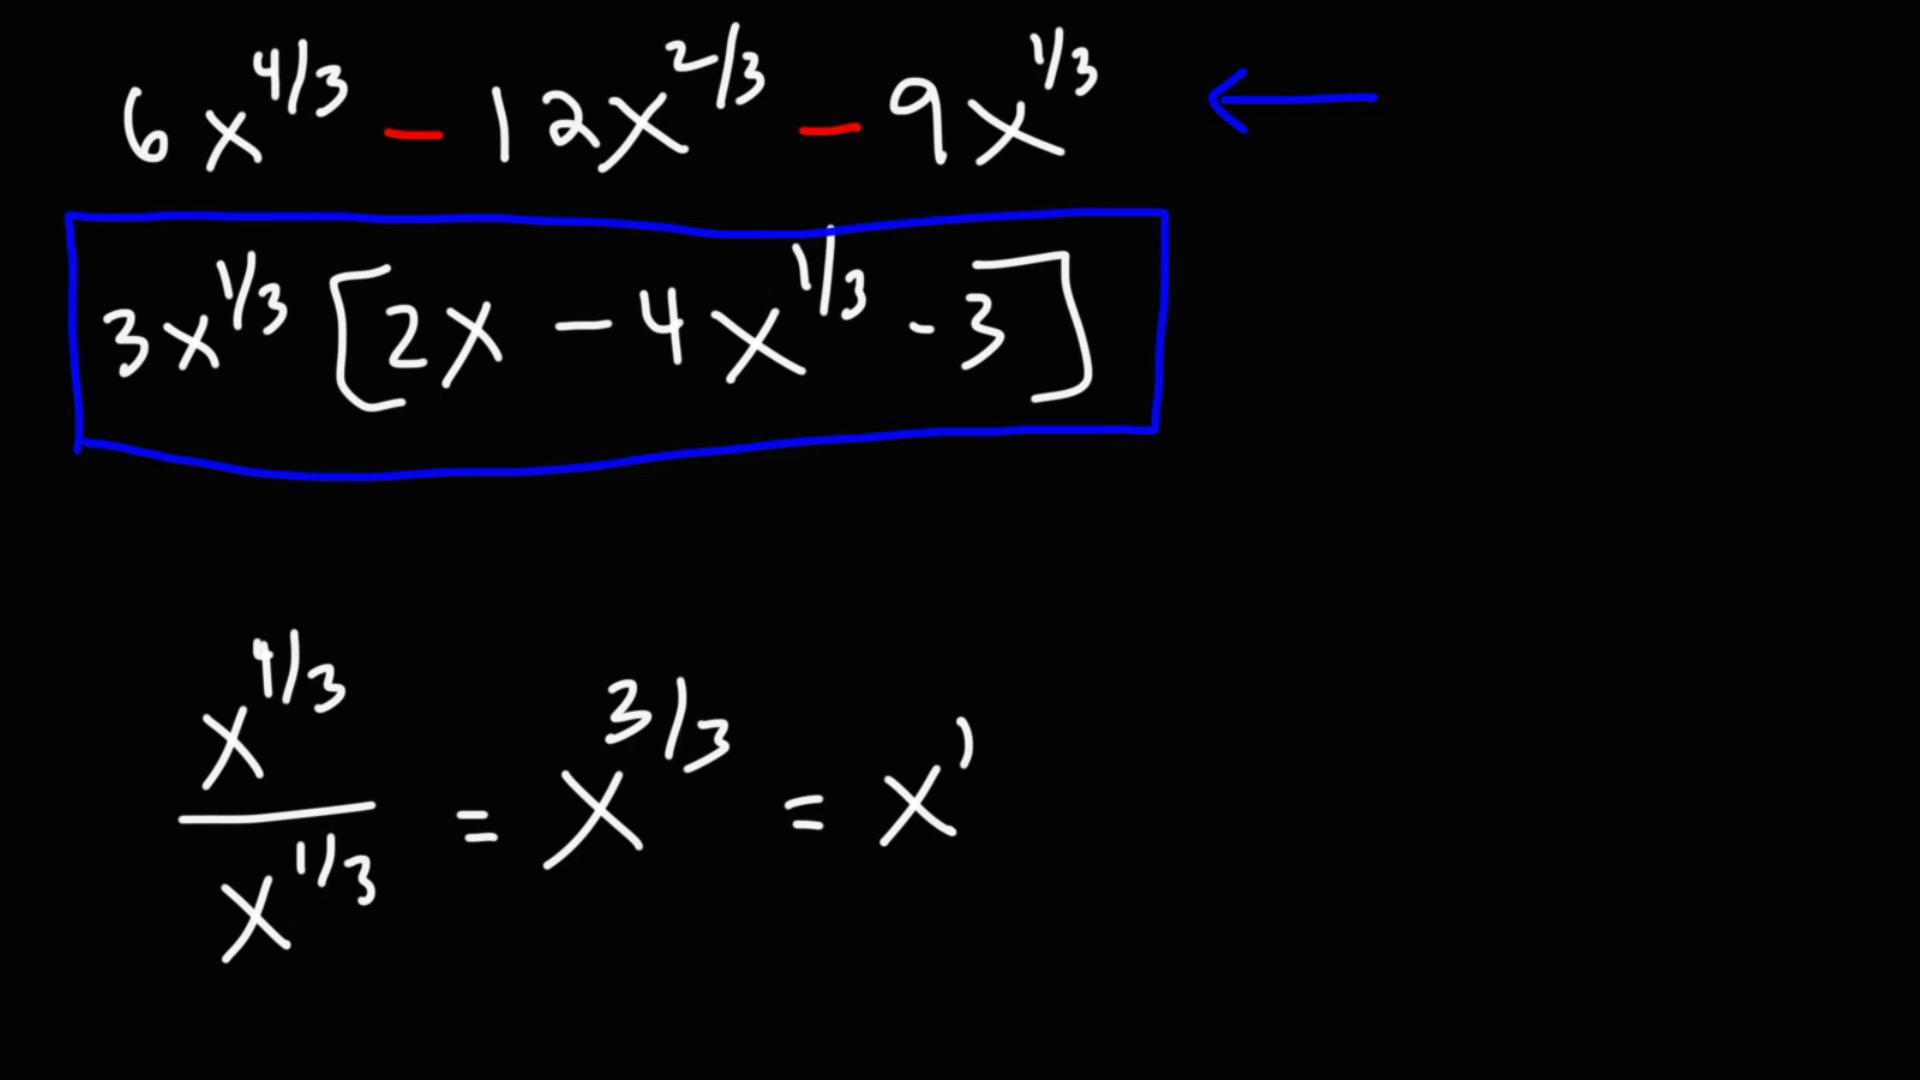 6x^{4/3} - 12x^{2/3} - 9x^{1/3} ←
3x^{1/3} [2x - 4x^{1/3} - 3]
\frac{x^{4/3}}{x^{1/3}} = x^{3/3} = x^1